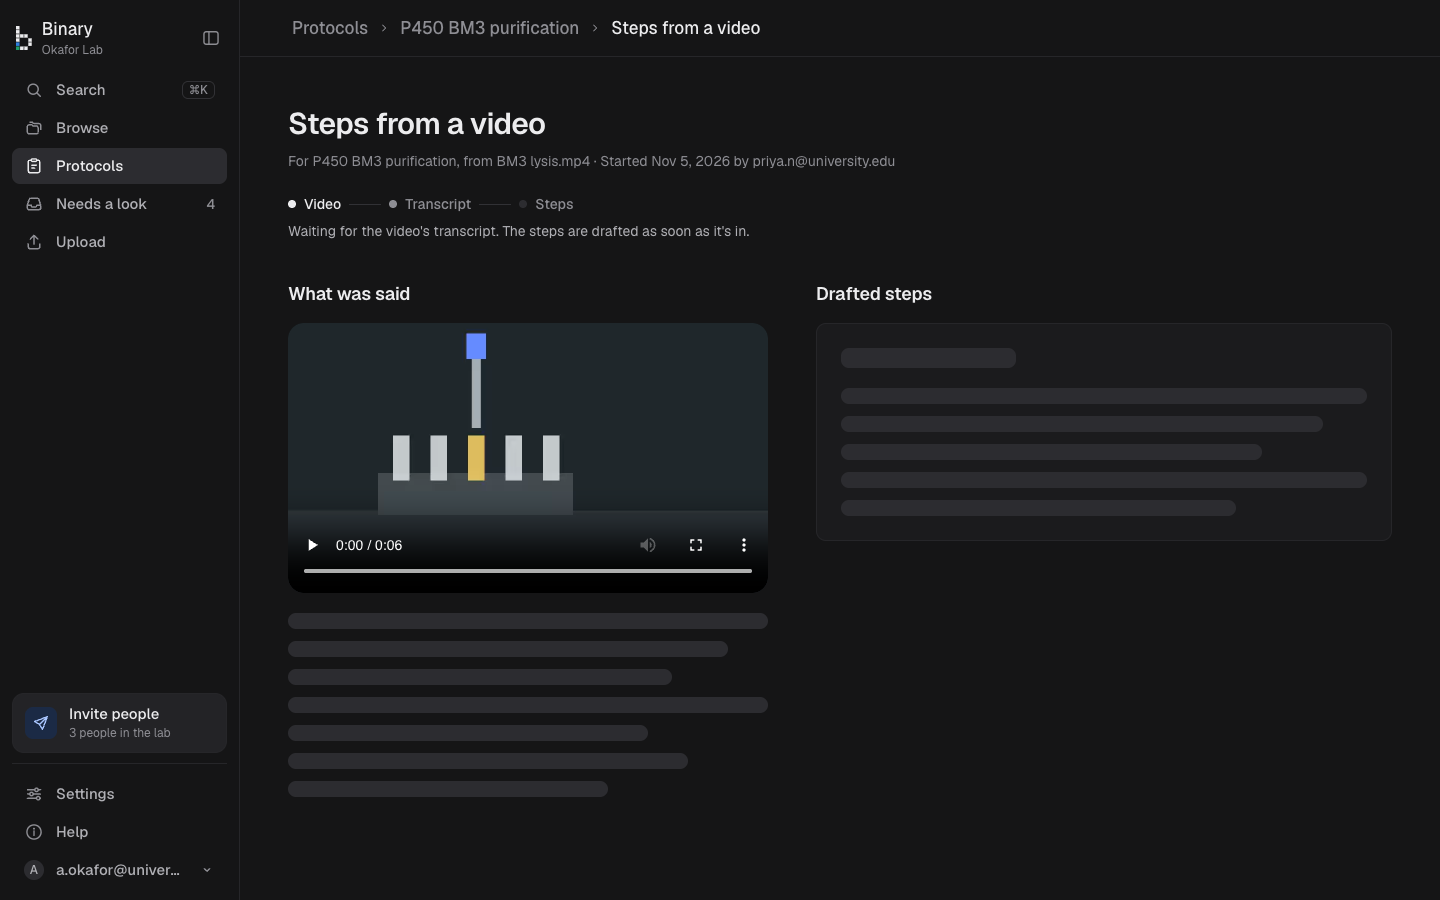 Binary
Okafor Lab
Search ⌘K
Browse
Protocols
Needs a look 4
Upload
Invite people
3 people in the lab
Settings
Help
A a.okafor@univer...
Protocols › P450 BM3 purification › Steps from a video
Steps from a video
For P450 BM3 purification, from BM3 lysis.mp4 · Started Nov 5, 2026 by priya.n@university.edu
Video Transcript Steps
Waiting for the video's transcript. The steps are drafted as soon as it's in.
What was said
0:00 / 0:06
Drafted steps